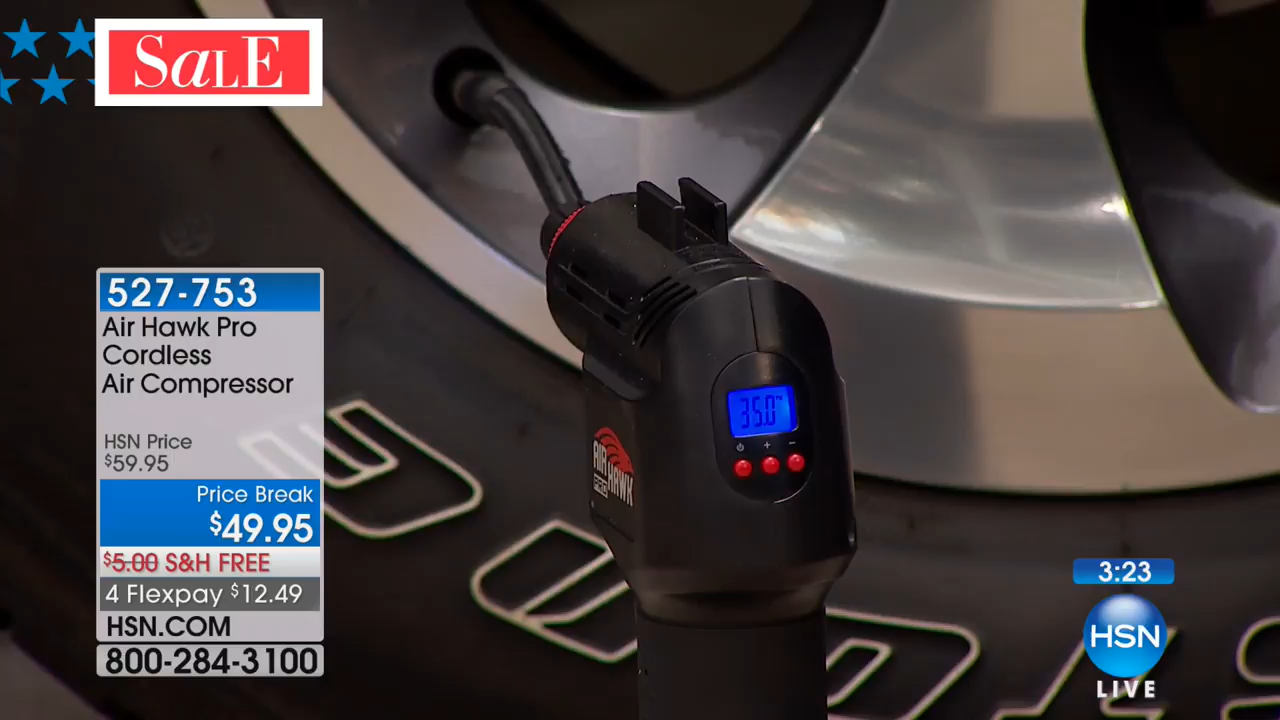 SaLE
527-753
Air Hawk Pro
Cordless
Air Compressor
HSN Price
$59.95
Price Break
$49.95
$5.00 S&H FREE
4 Flexpay $12.49
HSN.COM
800-284-3100
35.0
AIR
HAWK
PRO
3:23
HSN
LIVE